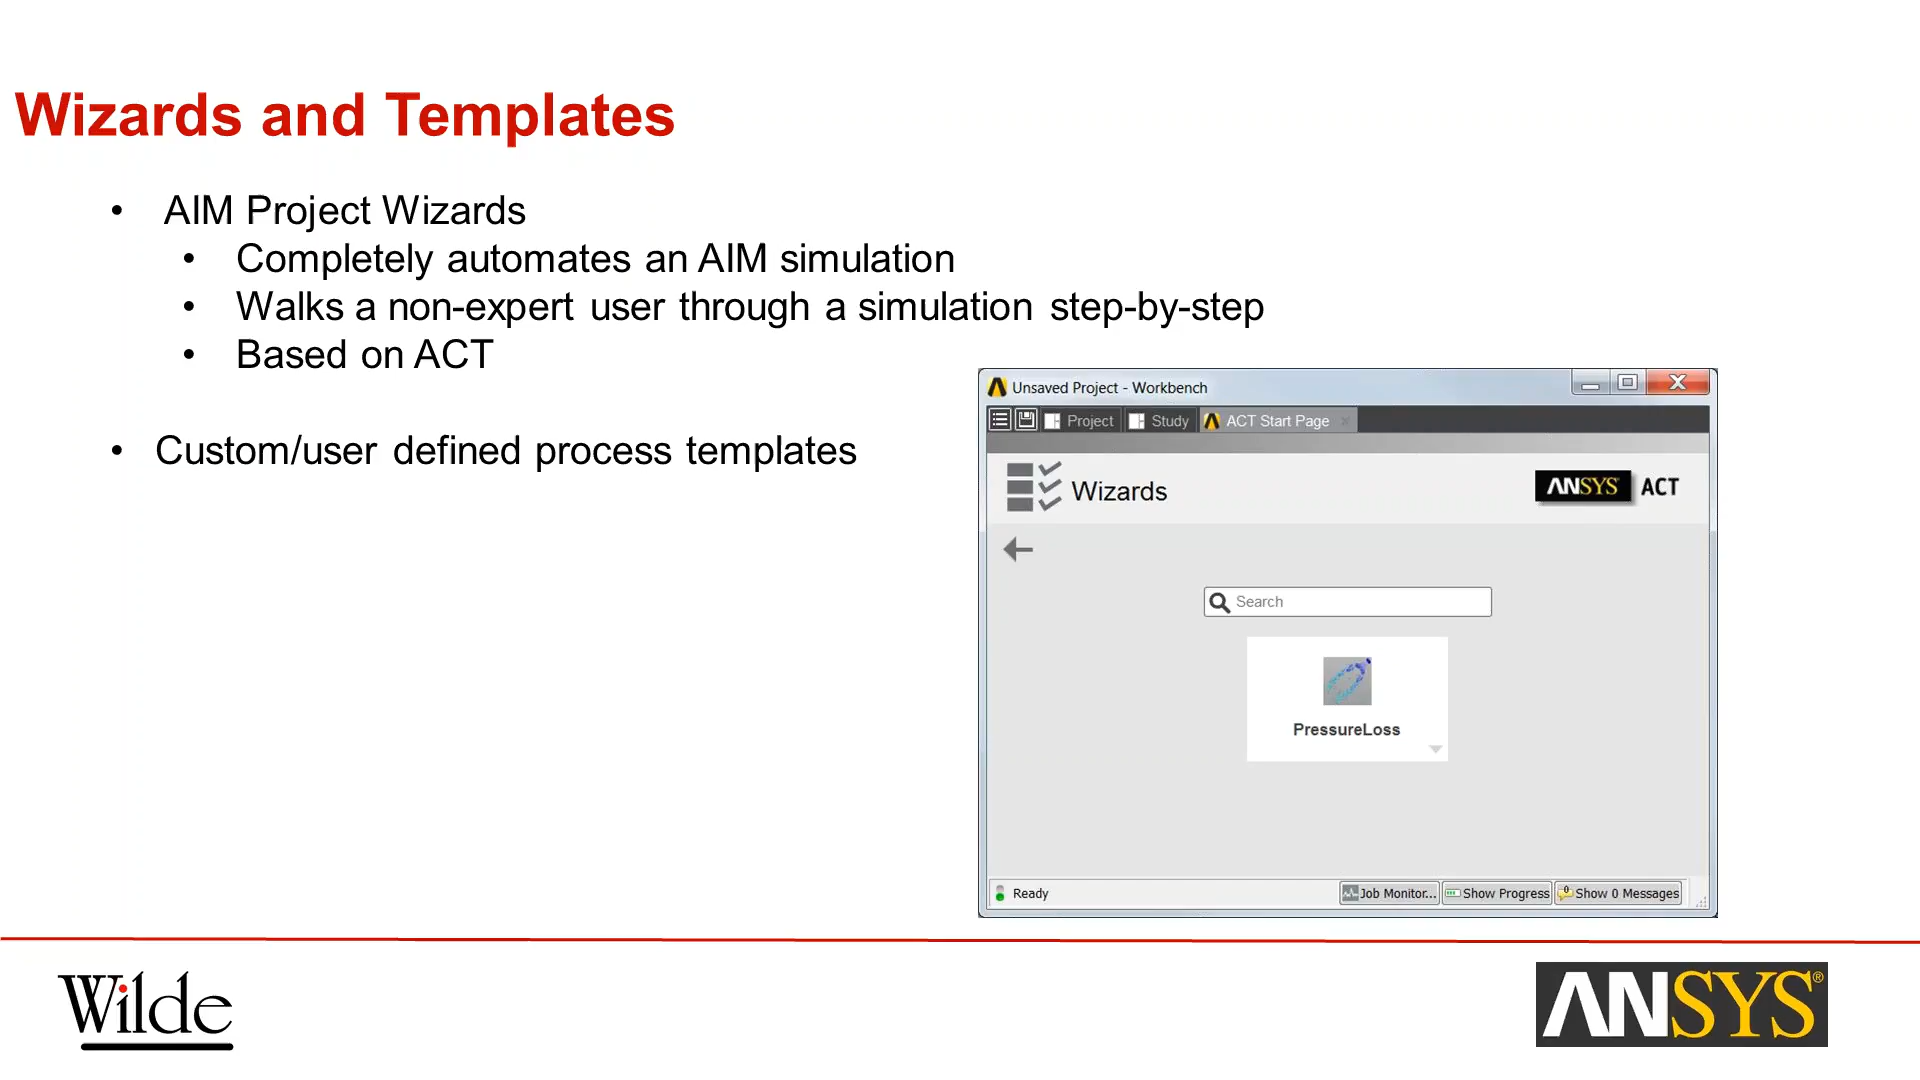 Wizards and Templates
• AIM Project Wizards
• Completely automates an AIM simulation
• Walks a non-expert user through a simulation step-by-step
• Based on ACT
• Custom/user defined process templates
Unsaved Project - Workbench
Project Study ACT Start Page
Wizards
ANSYS ACT
Search
PressureLoss
Ready Job Monitor... Show Progress 0 Show 0 Messages
Wilde
ANSYS®